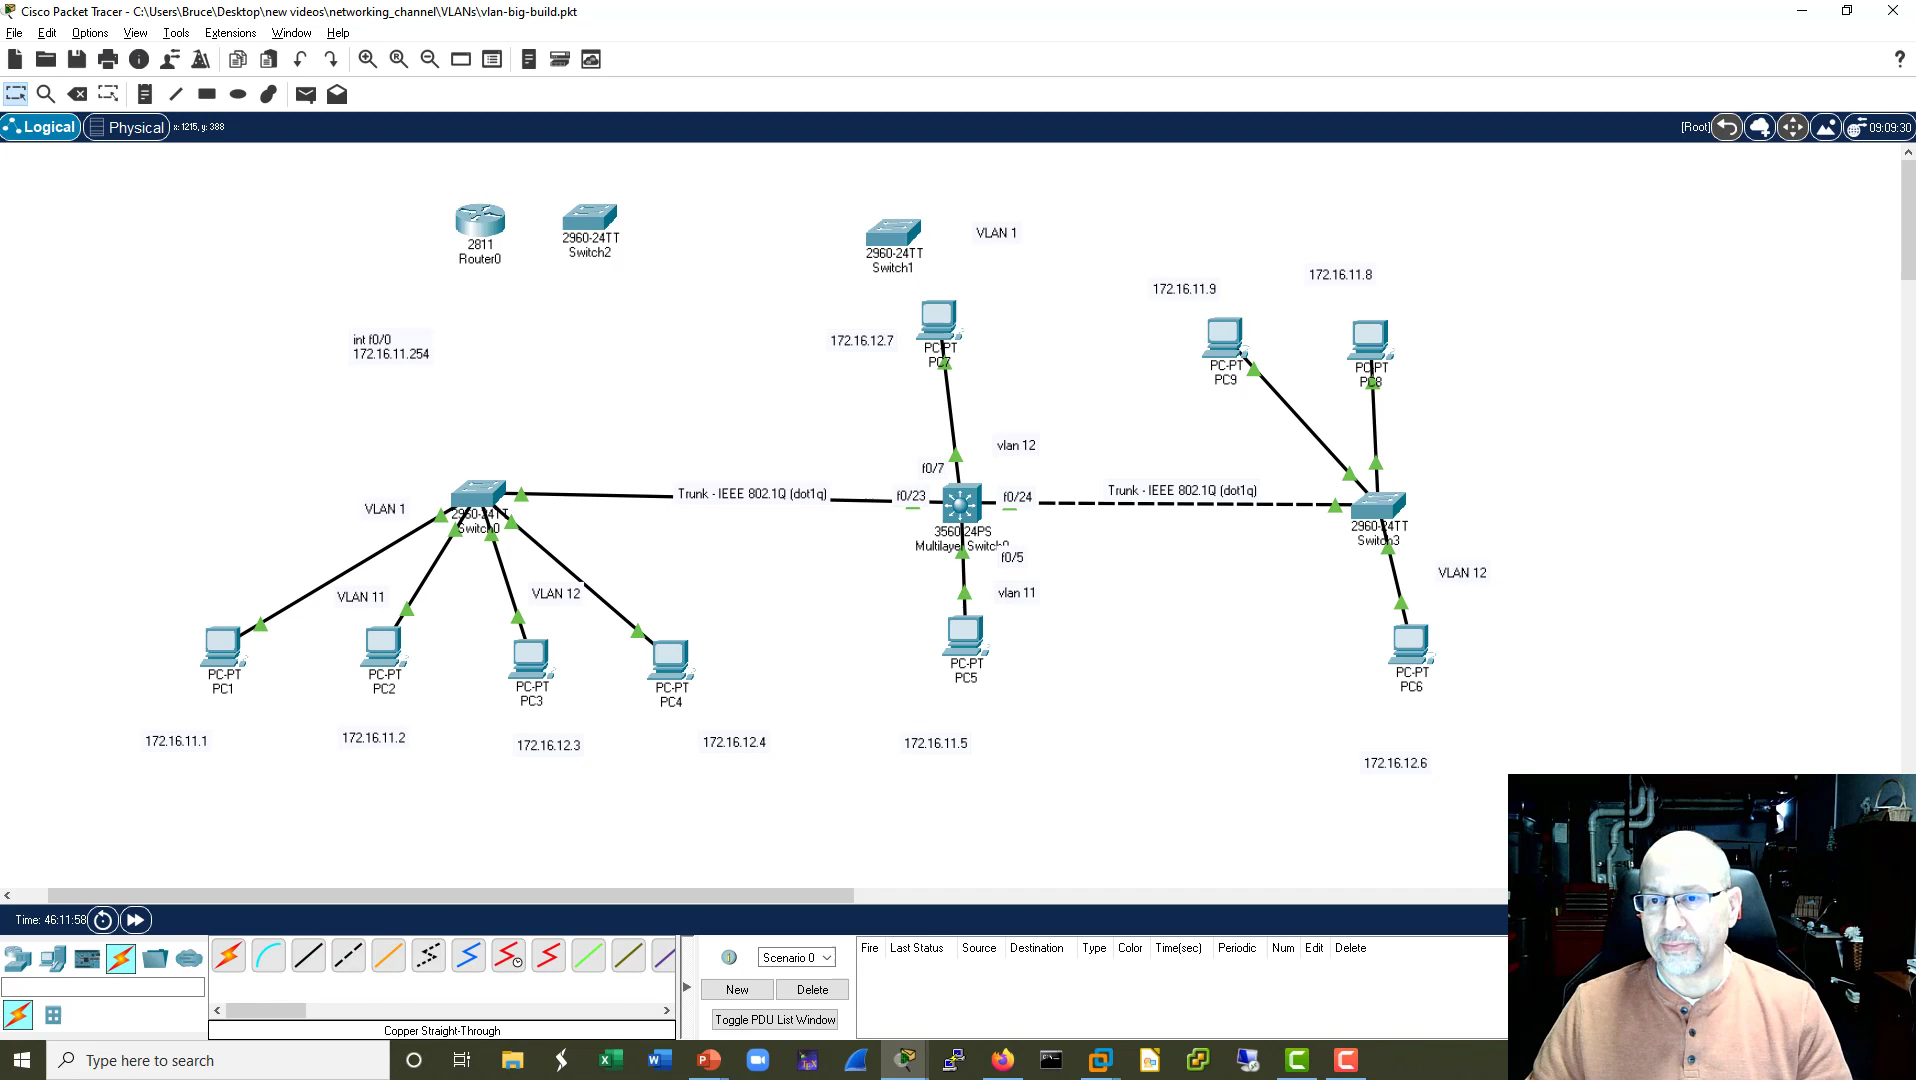 Cisco Packet Tracer - C:\Users\Bruce\Desktop\new videos\networking_channel\VLANs\vlan-big-build.pkt
File Edit Options View Tools Extensions Window Help
?
Logical Physical x: 1215, y: 388 [Root] 09:09:30
2811
Router0
2960-24TT
Switch2
2960-24TT
Switch1
VLAN 1
172.16.11.9
172.16.11.8
int f0/0
172.16.11.254
172.16.12.7
PC-PT
PC7
PC-PT
PC9
PC-PT
PC8
vlan 12
f0/7
VLAN 1
2960-24TT
Switch0
Trunk - IEEE 802.1Q (dot1q)
f0/23
f0/24
Trunk - IEEE 802.1Q (dot1q)
3560-24PS
Multilayer Switch0
f0/5
2960-24TT
Switch3
VLAN 11
VLAN 12
vlan 11
VLAN 12
PC-PT
PC1
PC-PT
PC2
PC-PT
PC3
PC-PT
PC4
PC-PT
PC5
PC-PT
PC6
172.16.11.1
172.16.11.2
172.16.12.3
172.16.12.4
172.16.11.5
172.16.12.6
Time: 46:11:58
Scenario 0
New Delete
Toggle PDU List Window
Fire Last Status Source Destination Type Color Time(sec) Periodic Num Edit Delete
Copper Straight-Through
Type here to search